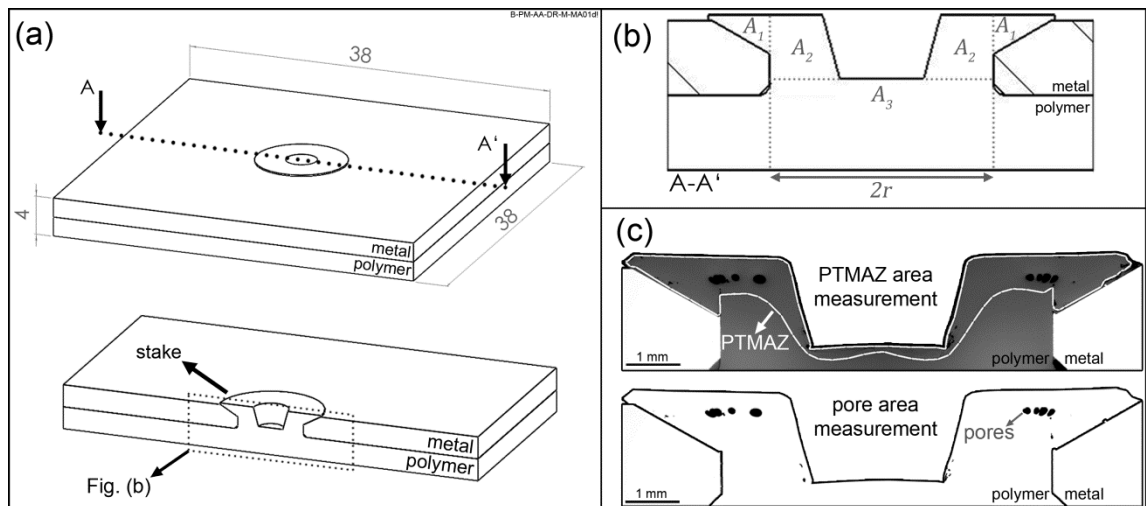 B-PM-AA-DR-M-MA01d!
(a)
38
A
A'
4
38
metal
polymer
stake
metal
polymer
Fig. (b)
(b)
A1
A2
A2
A1
A3
metal
polymer
A-A'
2r
(c)
PTMAZ area
measurement
PTMAZ
1 mm
polymer
metal
pore area
measurement
pores
1 mm
polymer
metal